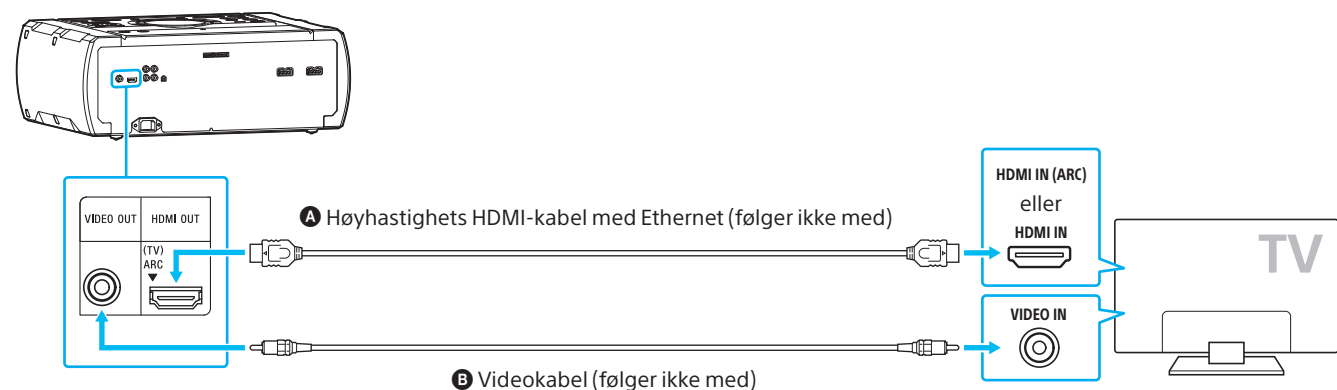 VIDEO OUT
HDMI OUT
(TV)
ARC
A Høyhastighets HDMI-kabel med Ethernet (følger ikke med)
HDMI IN (ARC)
eller
HDMI IN
TV
VIDEO IN
B Videokabel (følger ikke med)